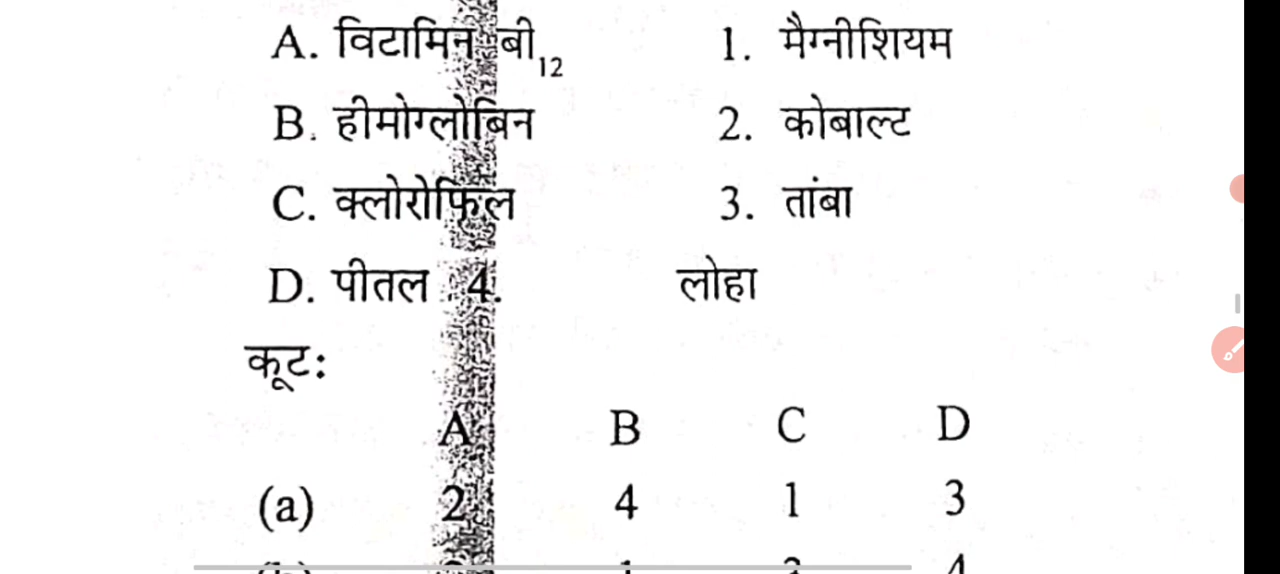 A. विटामिन बी12 1. मैग्नीशियम
B. हीमोग्लोबिन 2. कोबाल्ट
C. क्लोरोफिल 3. तांबा
D. पीतल 4. लोहा
कूटः
A B C D
(a) 2 4 1 3